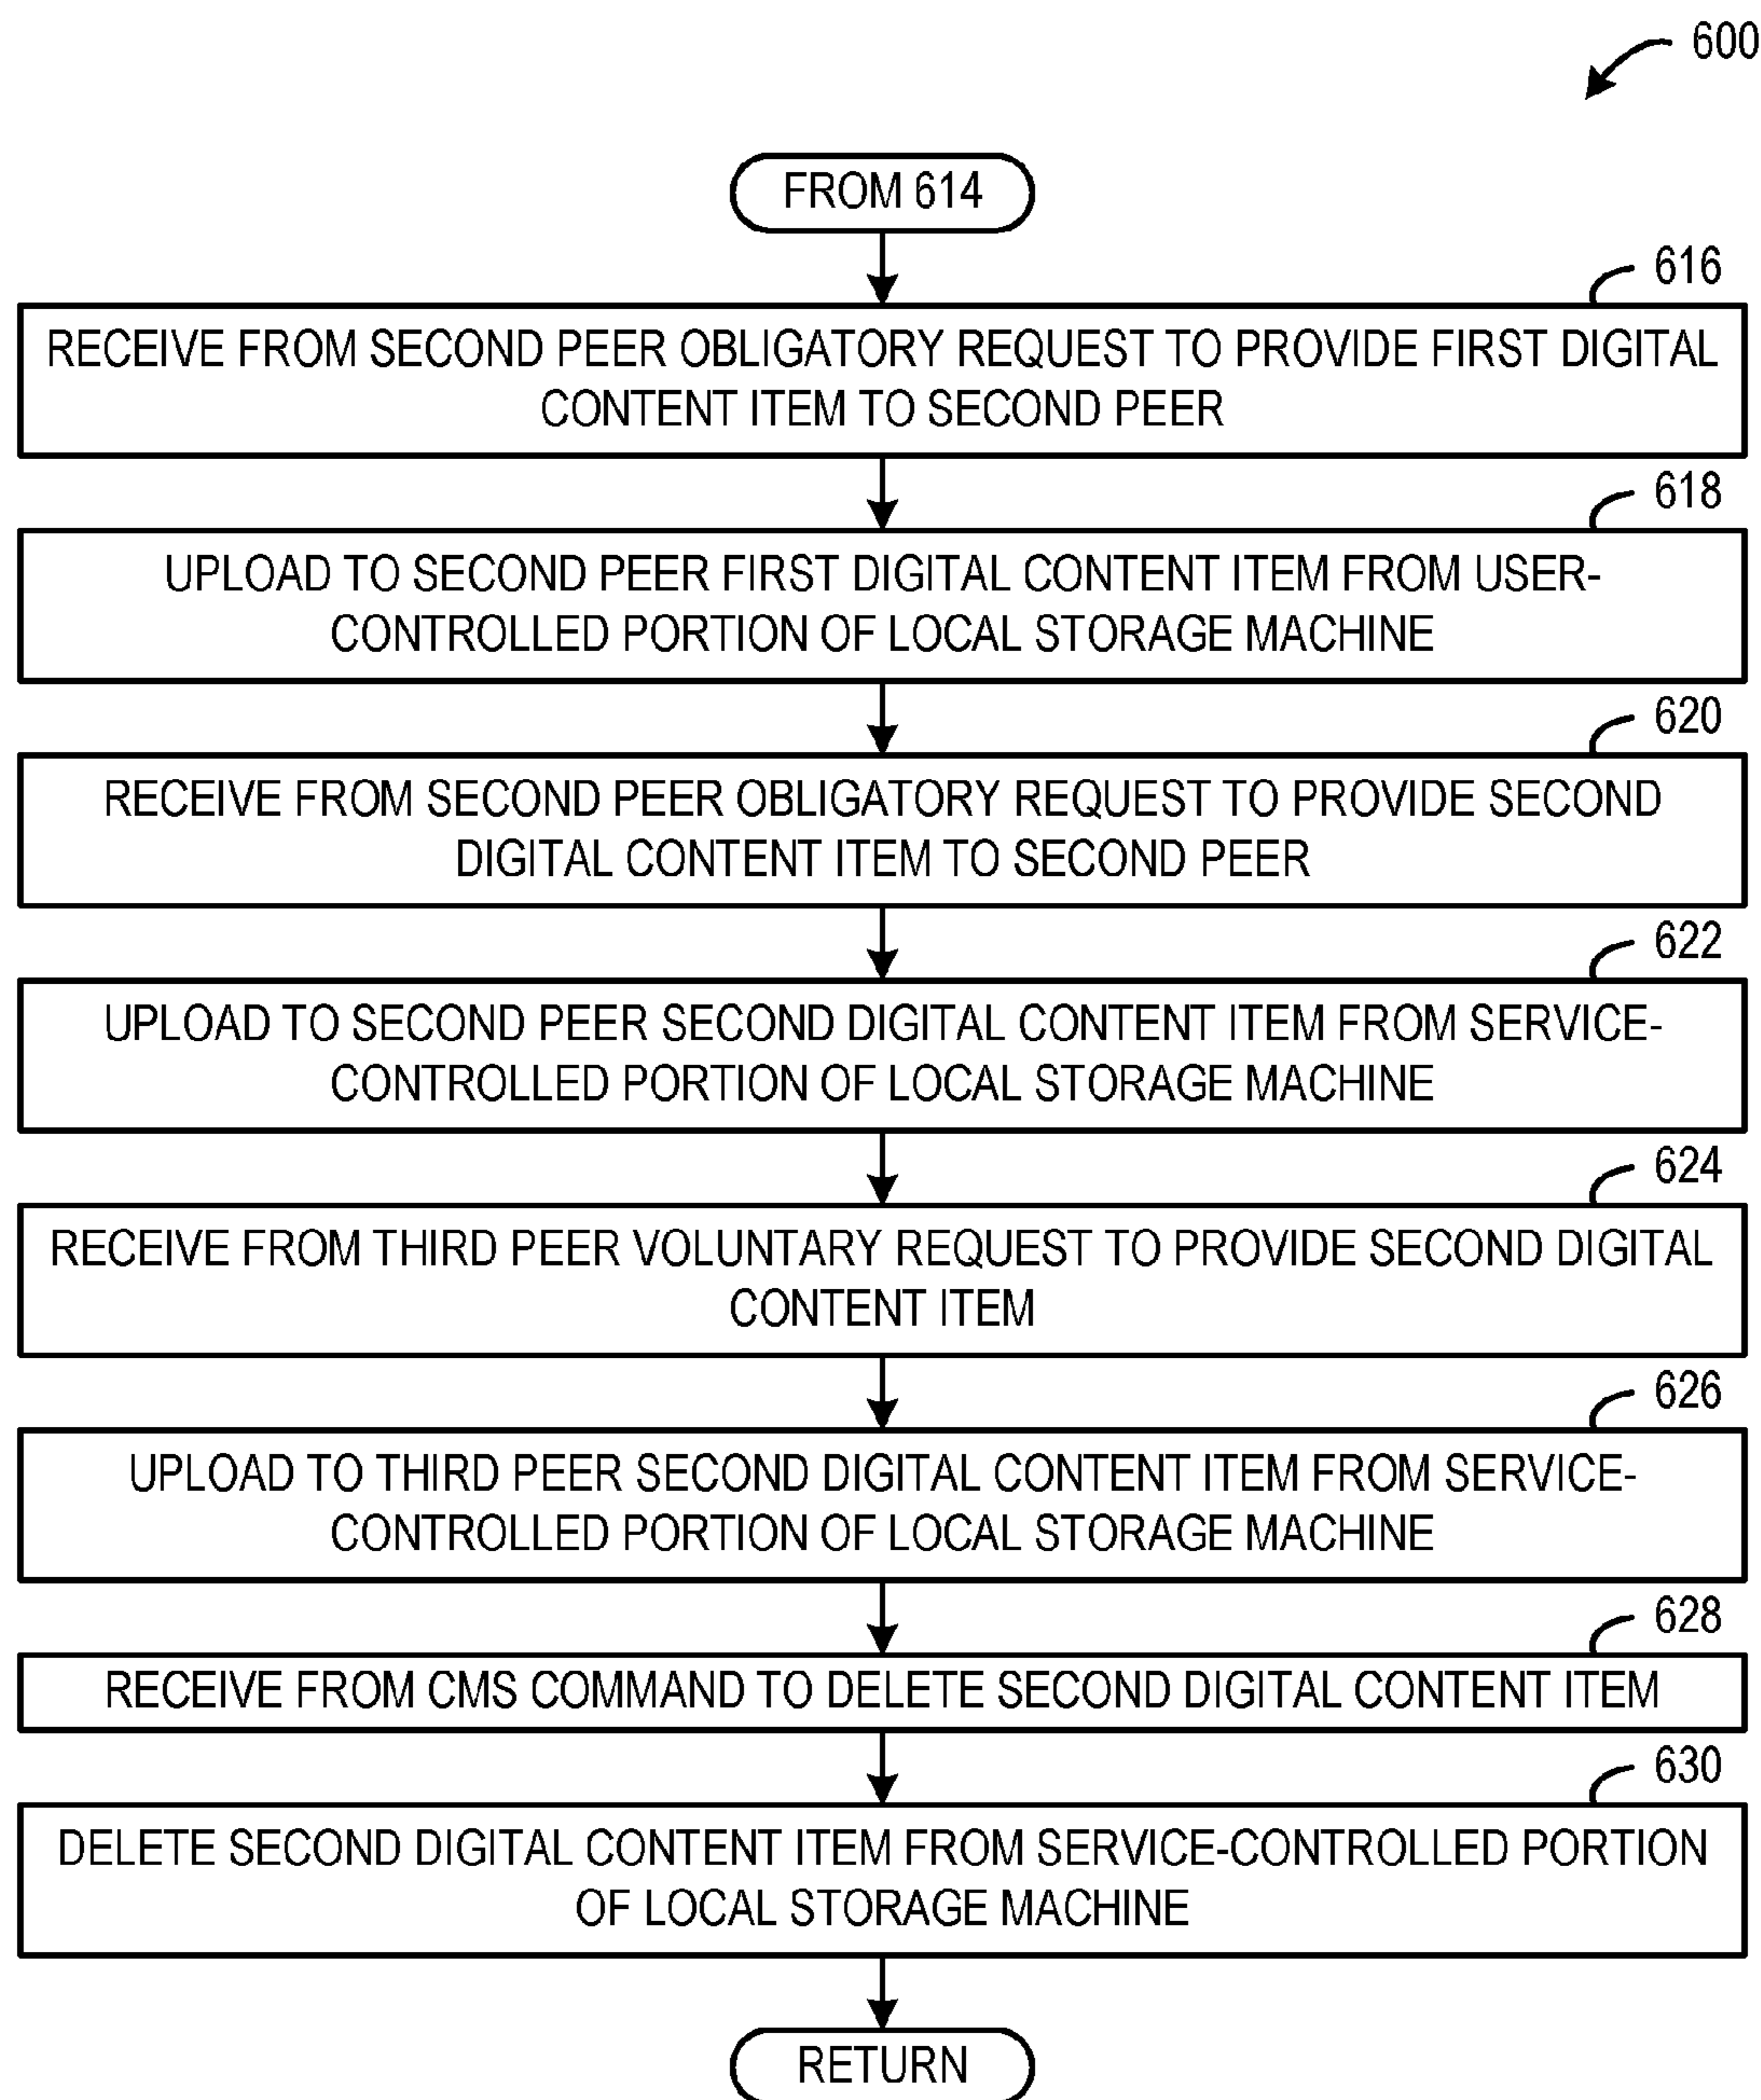 600
FROM 614
616
RECEIVE FROM SECOND PEER OBLIGATORY REQUEST TO PROVIDE FIRST DIGITAL
CONTENT ITEM TO SECOND PEER
618
UPLOAD TO SECOND PEER FIRST DIGITAL CONTENT ITEM FROM USER-
CONTROLLED PORTION OF LOCAL STORAGE MACHINE
620
RECEIVE FROM SECOND PEER OBLIGATORY REQUEST TO PROVIDE SECOND
DIGITAL CONTENT ITEM TO SECOND PEER
622
UPLOAD TO SECOND PEER SECOND DIGITAL CONTENT ITEM FROM SERVICE-
CONTROLLED PORTION OF LOCAL STORAGE MACHINE
624
RECEIVE FROM THIRD PEER VOLUNTARY REQUEST TO PROVIDE SECOND DIGITAL
CONTENT ITEM
626
UPLOAD TO THIRD PEER SECOND DIGITAL CONTENT ITEM FROM SERVICE-
CONTROLLED PORTION OF LOCAL STORAGE MACHINE
628
RECEIVE FROM CMS COMMAND TO DELETE SECOND DIGITAL CONTENT ITEM
630
DELETE SECOND DIGITAL CONTENT ITEM FROM SERVICE-CONTROLLED PORTION
OF LOCAL STORAGE MACHINE
RETURN